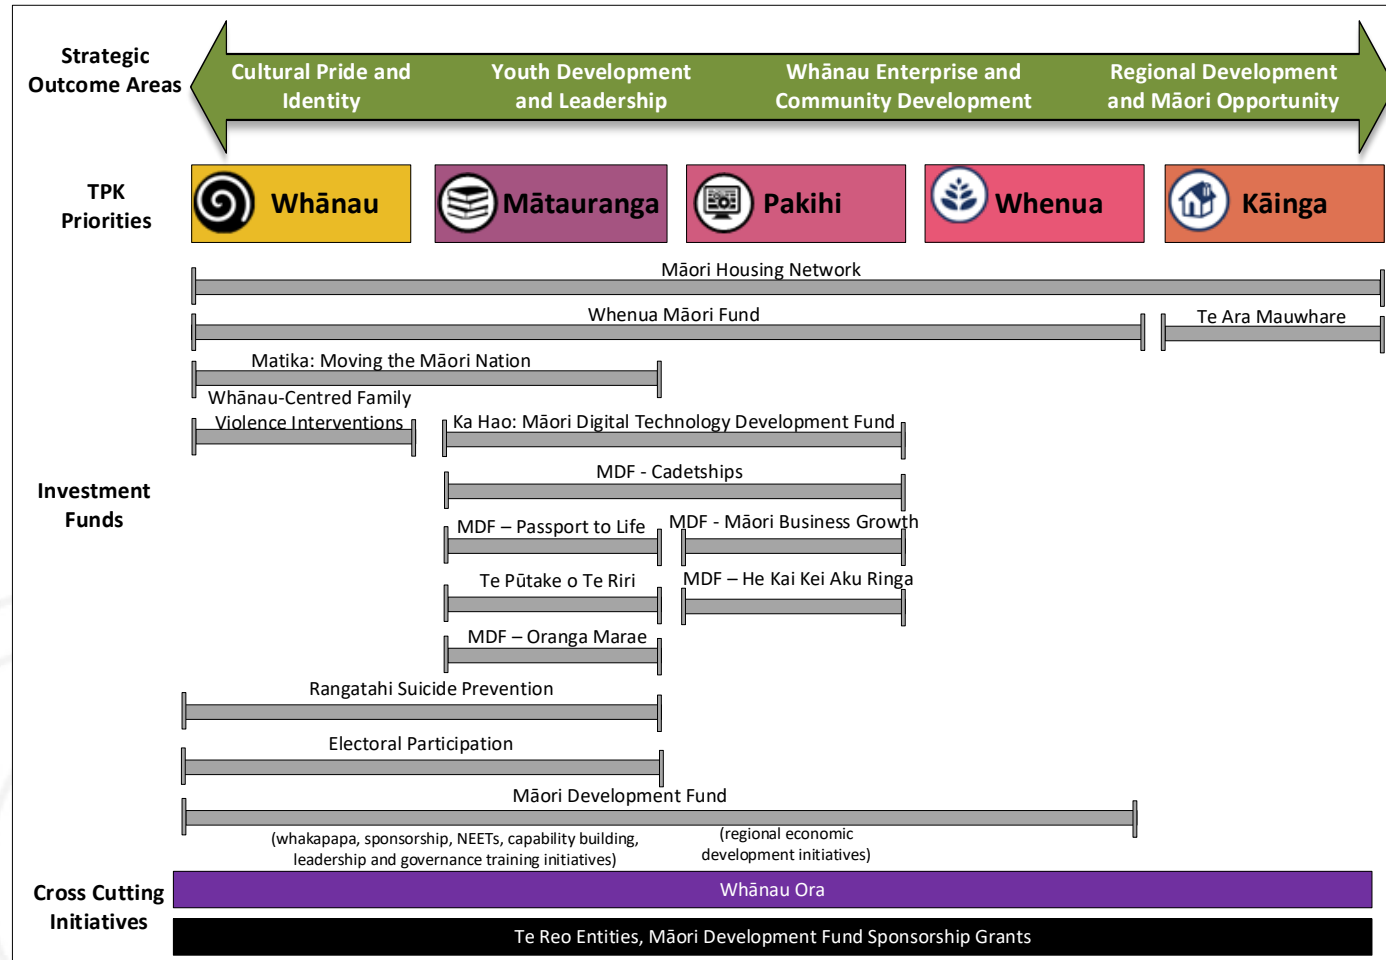 Strategic
Outcome Areas
Cultural Pride and
Identity
Youth Development
and Leadership
Whānau Enterprise and
Community Development
Regional Development
and Māori Opportunity
TPK
Priorities
Whānau
Mātauranga
Pakihi
Whenua
Kāinga
Māori Housing Network
Whenua Māori Fund
Te Ara Mauwhare
Matika: Moving the Māori Nation
Whānau-Centred Family
Violence Interventions
Ka Hao: Māori Digital Technology Development Fund
Investment
Funds
MDF - Cadetships
MDF – Passport to Life
MDF - Māori Business Growth
Te Pūtake o Te Riri
MDF – He Kai Kei Aku Ringa
MDF – Oranga Marae
Rangatahi Suicide Prevention
Electoral Participation
Māori Development Fund
(whakapapa, sponsorship, NEETs, capability building,
leadership and governance training initiatives)
(regional economic
development initiatives)
Cross Cutting
Initiatives
Whānau Ora
Te Reo Entities, Māori Development Fund Sponsorship Grants